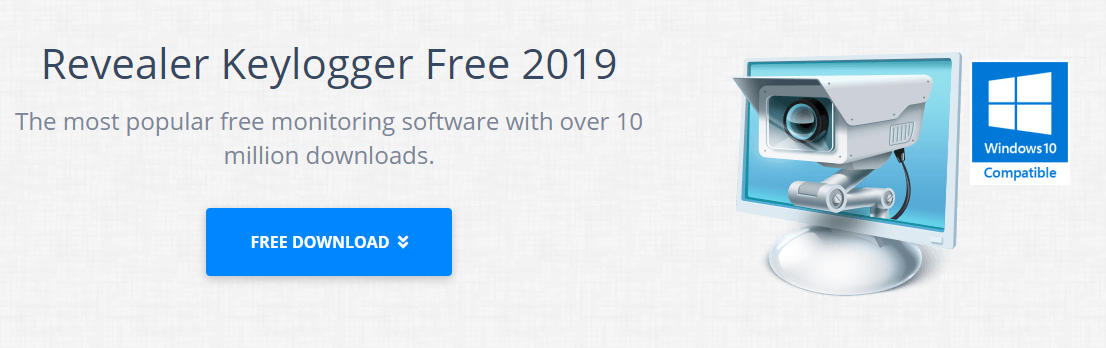 Revealer Keylogger Free 2019
The most popular free monitoring software with over 10
million downloads.
FREE DOWNLOAD
Windows10
Compatible